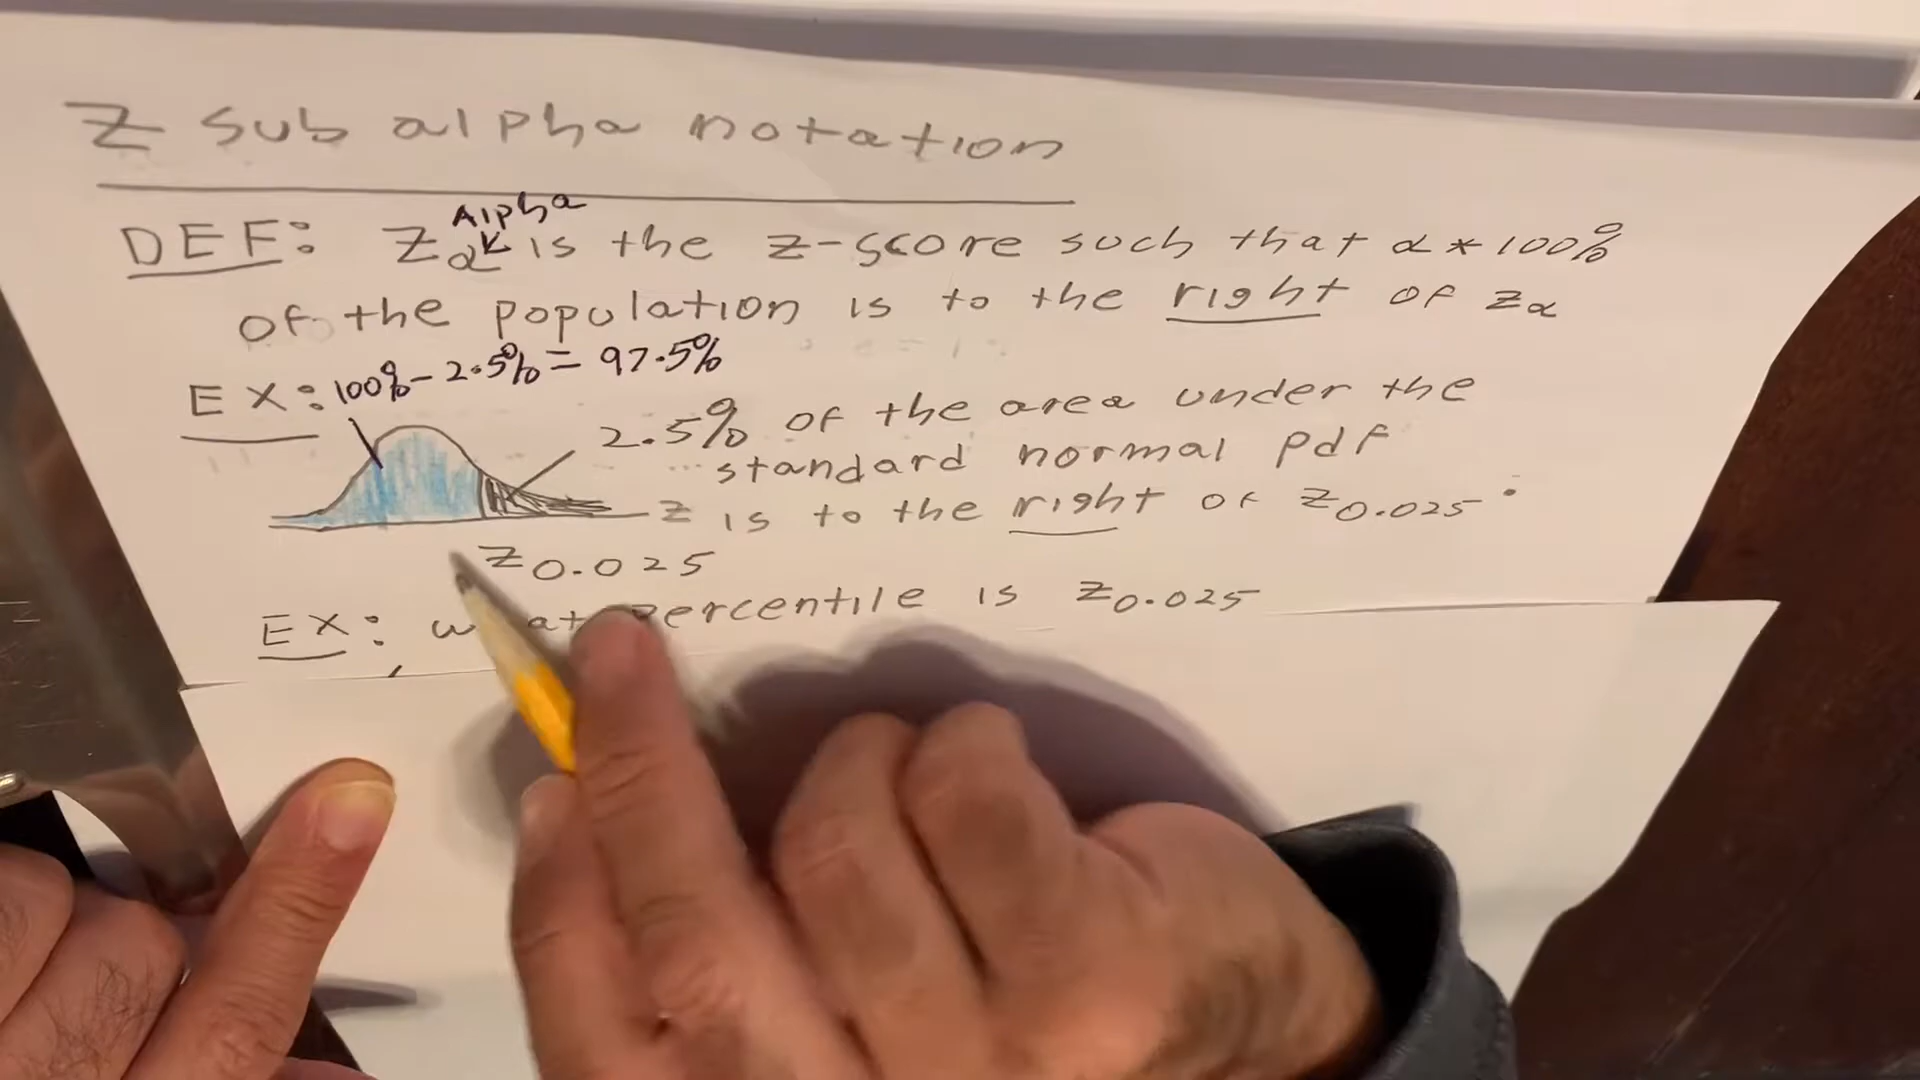 Z sub alpha notation
Alpha
DEF: Zα is the z-score such that α * 100%
of the population is to the right of zα
EX: 100% - 2.5% = 97.5%
2.5% of the area under the
standard normal pdf
z is to the right of z0.025.
z0.025
EX: percentile is z0.025